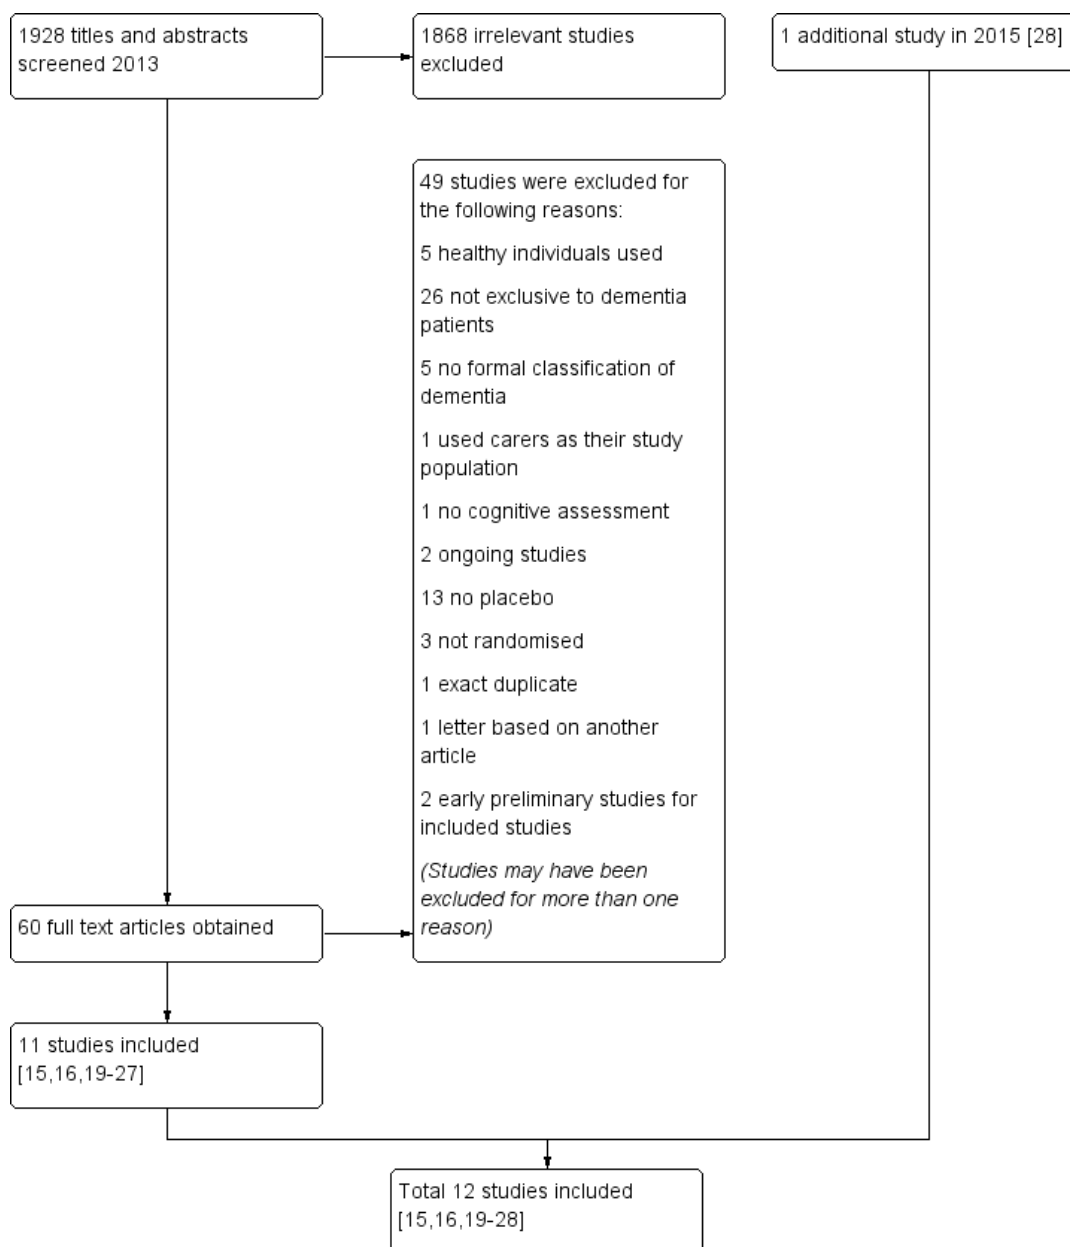 1928 titles and abstracts
screened 2013
1868 irrelevant studies
excluded
1 additional study in 2015 [28]
49 studies were excluded for
the following reasons:
5 healthy individuals used
26 not exclusive to dementia
patients
5 no formal classification of
dementia
1 used carers as their study
population
1 no cognitive assessment
2 ongoing studies
13 no placebo
3 not randomised
1 exact duplicate
1 letter based on another
article
2 early preliminary studies for
included studies
(Studies may have been
excluded for more than one
reason)
60 full text articles obtained
11 studies included
[15,16,19-27]
Total 12 studies included
[15,16,19-28]